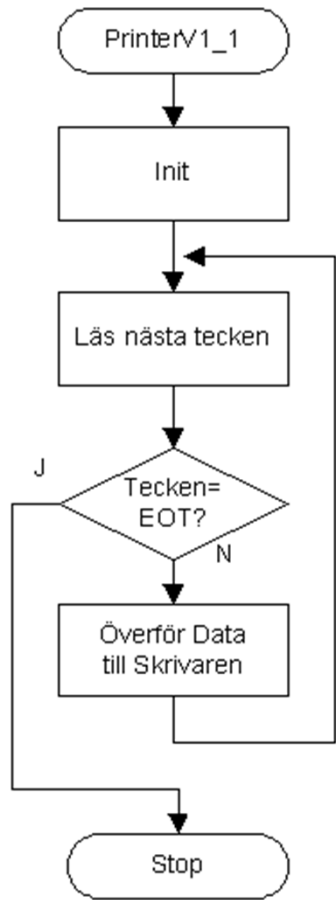 PrinterV1_1
Init
Läs nästa tecken
J
Tecken=
EOT?
N
Överför Data
till Skrivaren
Stop